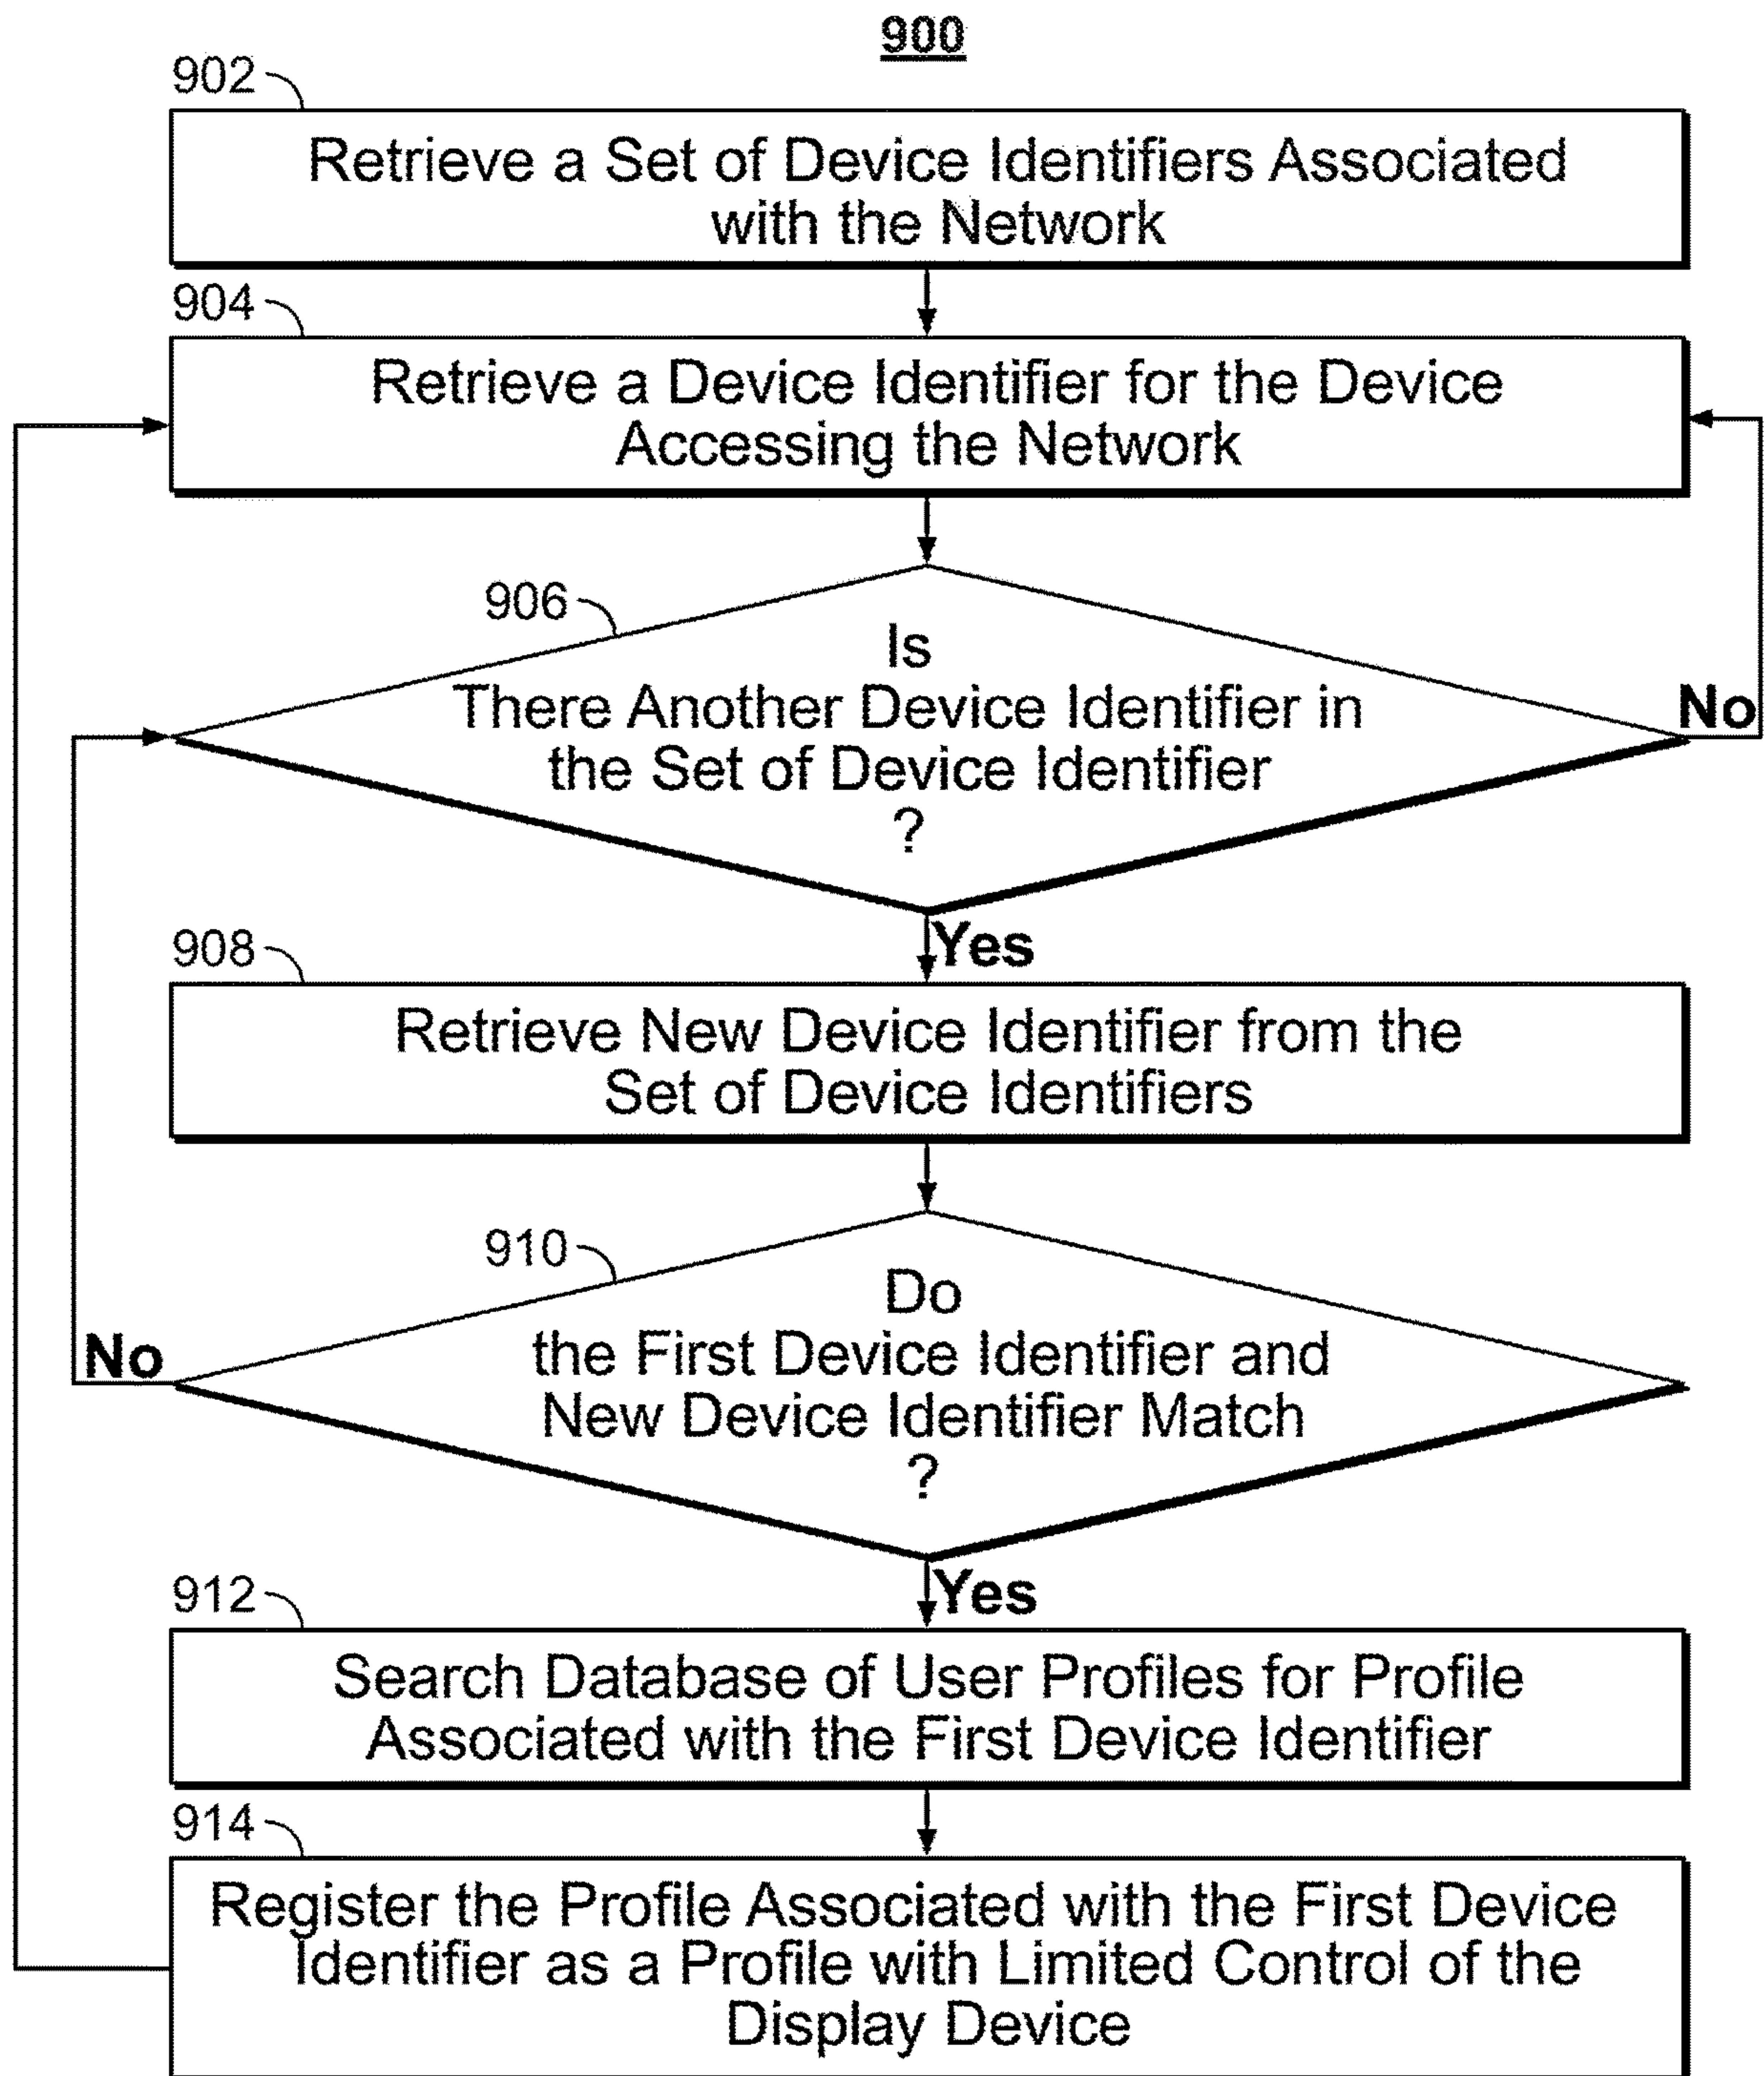 900
902
Retrieve a Set of Device Identifiers Associated
with the Network
904
Retrieve a Device Identifier for the Device
Accessing the Network
906
Is
There Another Device Identifier in
the Set of Device Identifier
?
No
Yes
908
Retrieve New Device Identifier from the
Set of Device Identifiers
910
Do
the First Device Identifier and
New Device Identifier Match
?
No
Yes
912
Search Database of User Profiles for Profile
Associated with the First Device Identifier
914
Register the Profile Associated with the First Device
Identifier as a Profile with Limited Control of the
Display Device